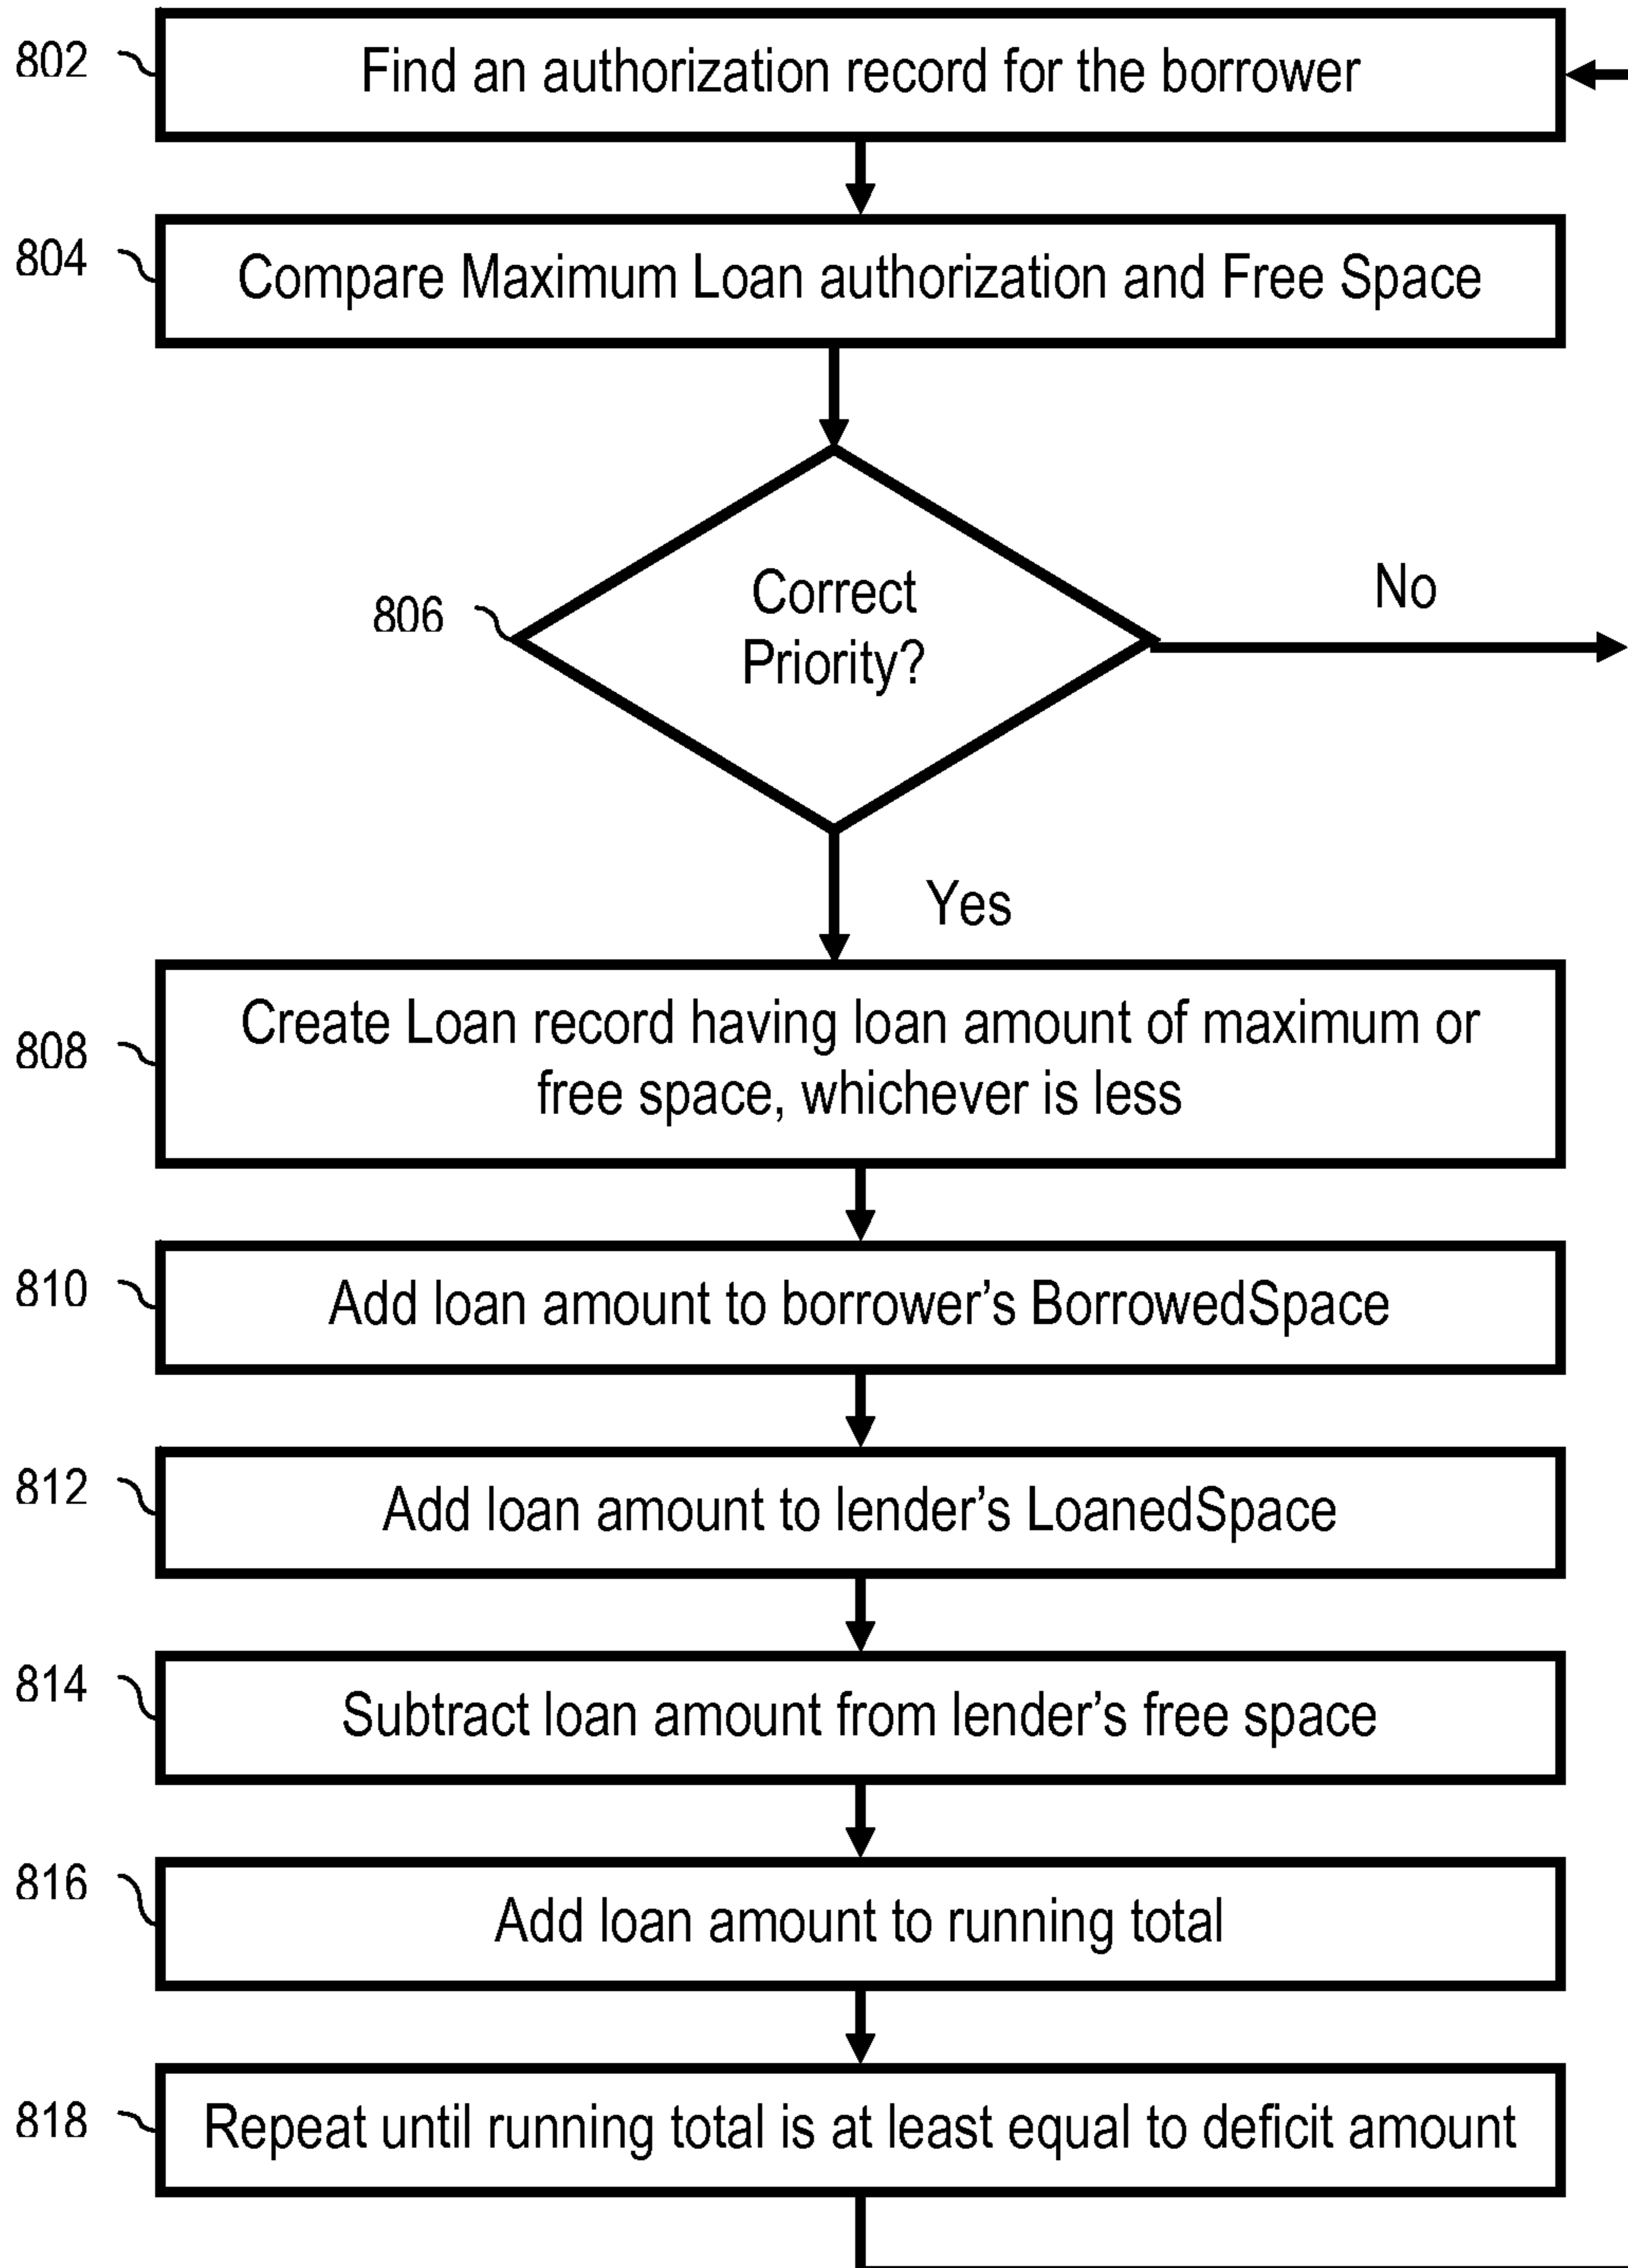 802
Find an authorization record for the borrower
804
Compare Maximum Loan authorization and Free Space
806
Correct
Priority?
No
Yes
808
Create Loan record having loan amount of maximum or
free space, whichever is less
810
Add loan amount to borrower’s BorrowedSpace
812
Add loan amount to lender’s LoanedSpace
814
Subtract loan amount from lender’s free space
816
Add loan amount to running total
818
Repeat until running total is at least equal to deficit amount